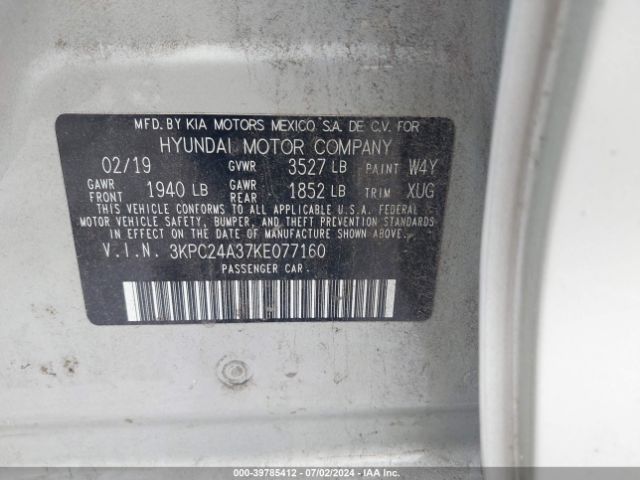 MFD. BY KIA MOTORS MEXICO S.A. DE C.V. FOR
HYUNDAI MOTOR COMPANY
02/19 GVWR 3527 LB PAINT W4Y
GAWR FRONT 1940 LB GAWR REAR 1852 LB TRIM XUG
THIS VEHICLE CONFORMS TO ALL APPLICABLE U.S.A. FEDERAL
MOTOR VEHICLE SAFETY, BUMPER, AND THEFT PREVENTION STANDARDS
IN EFFECT ON THE DATE OF MANUFACTURE SHOWN ABOVE.
V.I.N. 3KPC24A37KE077160
PASSENGER CAR.
000-39785412 - 07/02/2024 - IAA Inc.